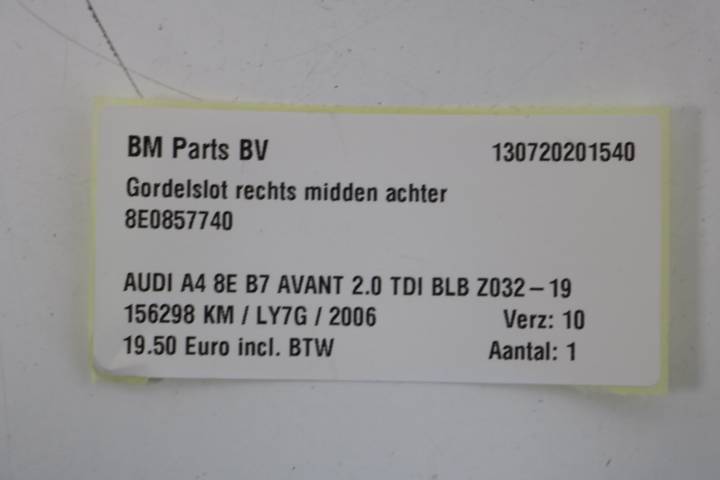 BM Parts BV 130720201540
Gordelslot rechts midden achter
8E0857740
AUDI A4 8E B7 AVANT 2.0 TDI BLB Z032-19
156298 KM / LY7G / 2006 Verz: 10
19.50 Euro incl. BTW Aantal: 1